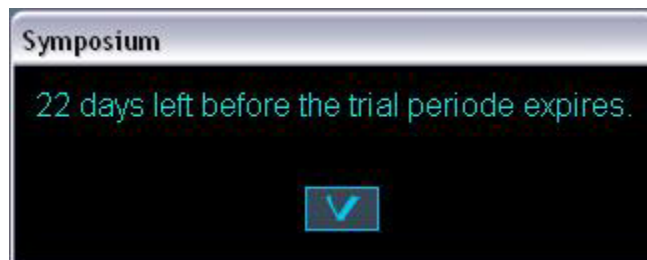 Symposium
22 days left before the trial periode expires.